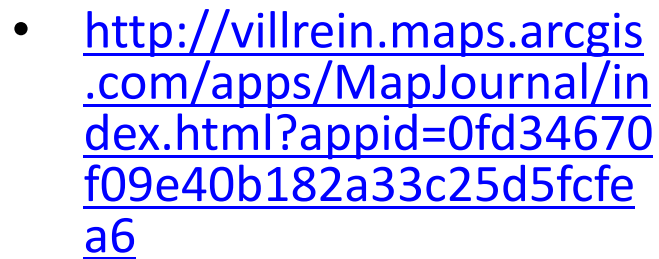 • http://villrein.maps.arcgis
.com/apps/MapJournal/in
dex.html?appid=0fd34670
f09e40b182a33c25d5fcfe
a6